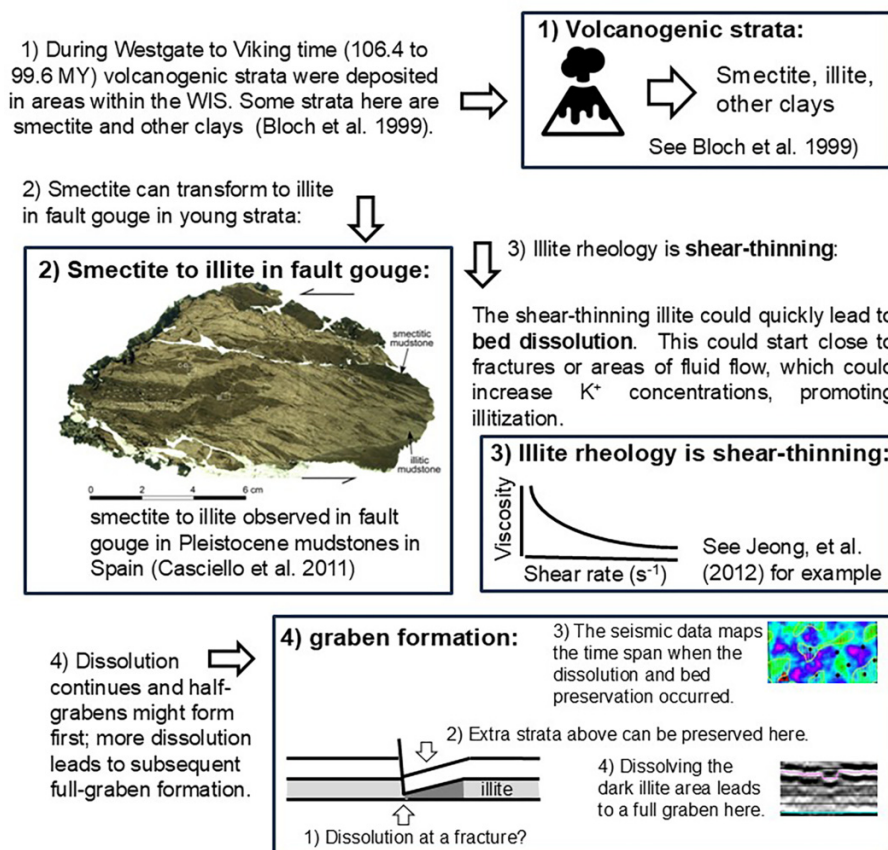 1) During Westgate to Viking time (106.4 to
99.6 MY) volcanogenic strata were deposited
in areas within the WIS. Some strata here are
smectite and other clays (Bloch et al. 1999).
1) Volcanogenic strata:
Smectite, illite,
other clays
See Bloch et al. 1999)
2) Smectite can transform to illite
in fault gouge in young strata:
2) Smectite to illite in fault gouge:
smectitic
mudstone
illitic
mudstone
0 2 4 6 cm
smectite to illite observed in fault
gouge in Pleistocene mudstones in
Spain (Casciello et al. 2011)
3) Illite rheology is shear-thinning:
The shear-thinning illite could quickly lead to
bed dissolution. This could start close to
fractures or areas of fluid flow, which could
increase K⁺ concentrations, promoting
illitization.
3) Illite rheology is shear-thinning:
Viscosity
Shear rate (s⁻¹)
See Jeong, et al.
(2012) for example
4) Dissolution
continues and half-
grabens might form
first; more dissolution
leads to subsequent
full-graben formation.
4) graben formation:
3) The seismic data maps
the time span when the
dissolution and bed
preservation occurred.
2) Extra strata above can be preserved here.
illite
1) Dissolution at a fracture?
4) Dissolving the
dark illite area leads
to a full graben here.